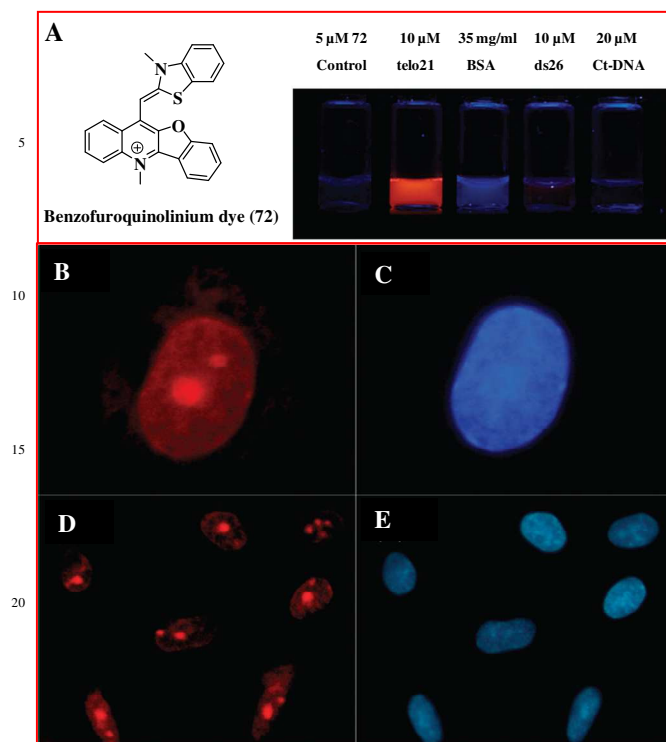 A
5 µM 72 10 µM 35 mg/ml 10 µM 20 µM
Control telo21 BSA ds26 Ct-DNA
N
S
O
N
+
5
Benzofuroquinolinium dye (72)
B
C
10
15
D
E
20